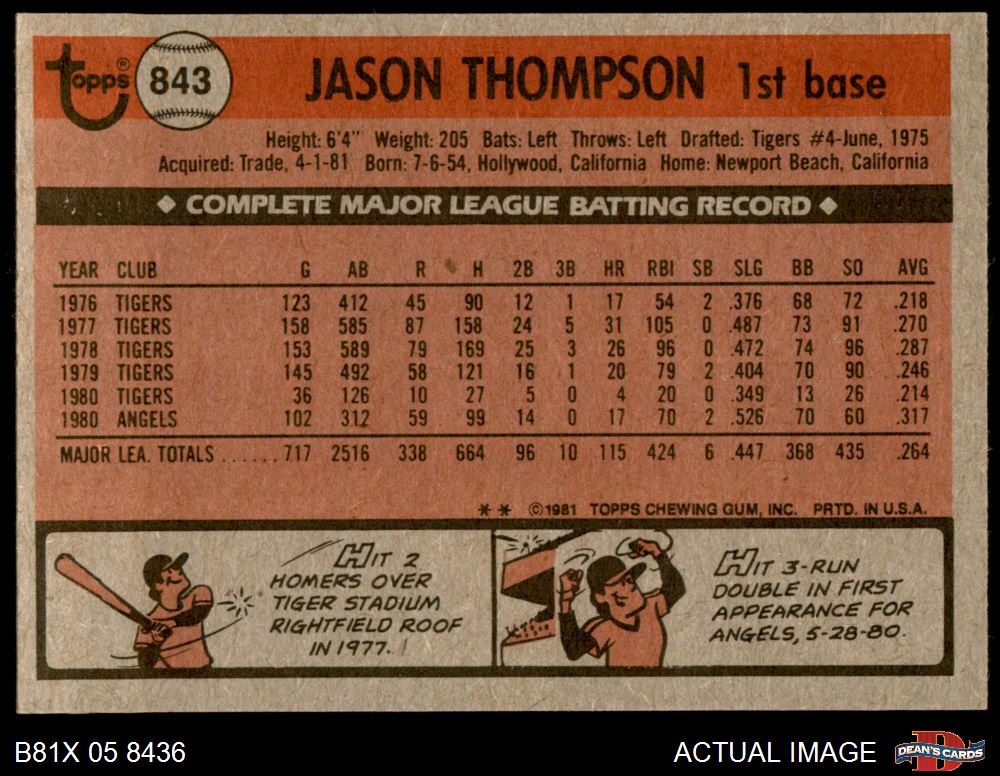 topps® 843 JASON THOMPSON 1st base
Height: 6'4" Weight: 205 Bats: Left Throws: Left Drafted: Tigers #4-June, 1975
Acquired: Trade, 4-1-81 Born: 7-6-54, Hollywood, California Home: Newport Beach, California
◆ COMPLETE MAJOR LEAGUE BATTING RECORD ◆
YEAR CLUB G AB R H 2B 3B HR RBI SB SLG BB SO AVG
1976 TIGERS 123 412 45 90 12 1 17 54 2 .376 68 72 .218
1977 TIGERS 158 585 87 158 24 5 31 105 0 .487 73 91 .270
1978 TIGERS 153 589 79 169 25 3 26 96 0 .472 74 96 .287
1979 TIGERS 145 492 58 121 16 1 20 79 2 .404 70 90 .246
1980 TIGERS 36 126 10 27 5 0 4 20 0 .349 13 26 .214
1980 ANGELS 102 312 59 99 14 0 17 70 2 .526 70 60 .317
MAJOR LEA. TOTALS ...... 717 2516 338 664 96 10 115 424 6 .447 368 435 .264
** ©1981 TOPPS CHEWING GUM, INC. PRTD. IN U.S.A.
HIT 2
HOMERS OVER
TIGER STADIUM
RIGHTFIELD ROOF
IN 1977.
HIT 3-RUN
DOUBLE IN FIRST
APPEARANCE FOR
ANGELS, 5-28-80.
B81X 05 8436 ACTUAL IMAGE DEAN'S CARDS